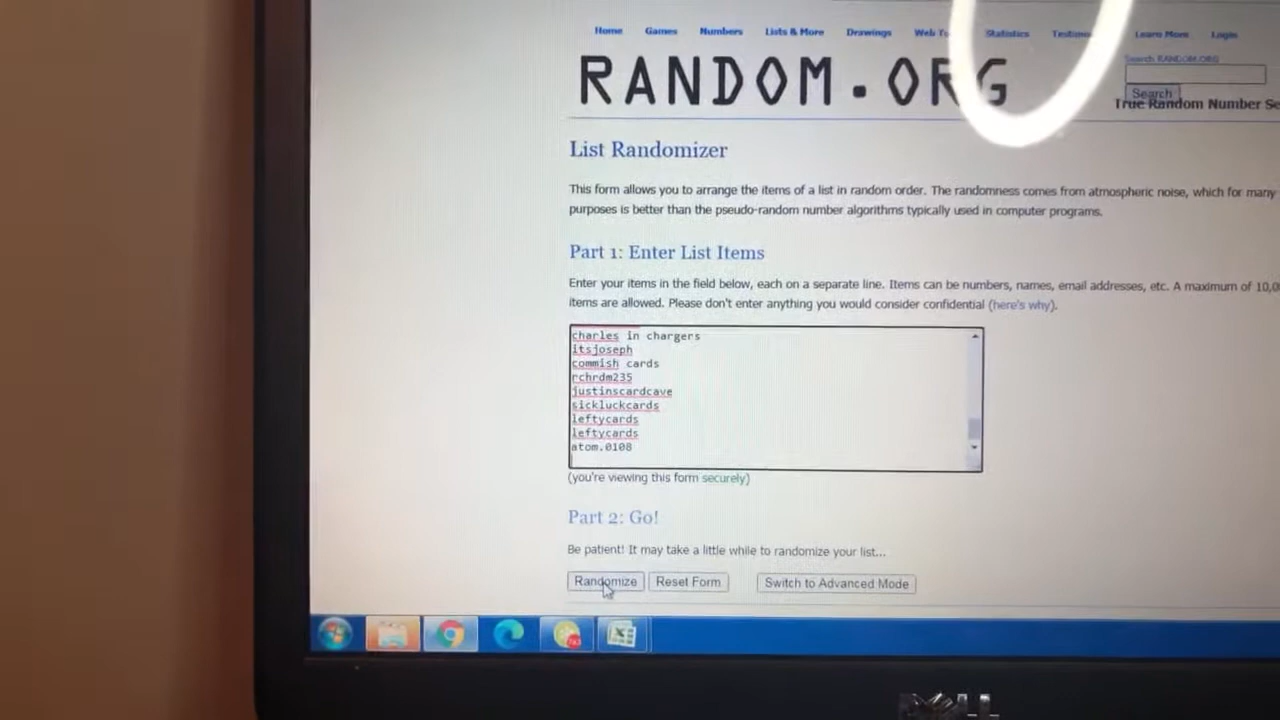 Home Games Numbers Lists & More Drawings Web Statistics Learn More Login
Search RANDOM.ORG
RANDOM.ORG
Search
True Random Number
List Randomizer
This form allows you to arrange the items of a list in random order. The randomness comes from atmospheric noise, which for many
purposes is better than the pseudo-random number algorithms typically used in computer programs.
Part 1: Enter List Items
Enter your items in the field below, each on a separate line. Items can be numbers, names, email addresses, etc. A maximum of
items are allowed. Please don't enter anything you would consider confidential (here's why).
charles in chargers
itsjoseph
commish cards
rchrdm235
justinscardcave
sickluckcards
leftycards
leftycards
atom.0108
(you're viewing this form securely)
Part 2: Go!
Be patient! It may take a little while to randomize your list...
Randomize Reset Form Switch to Advanced Mode
DELL